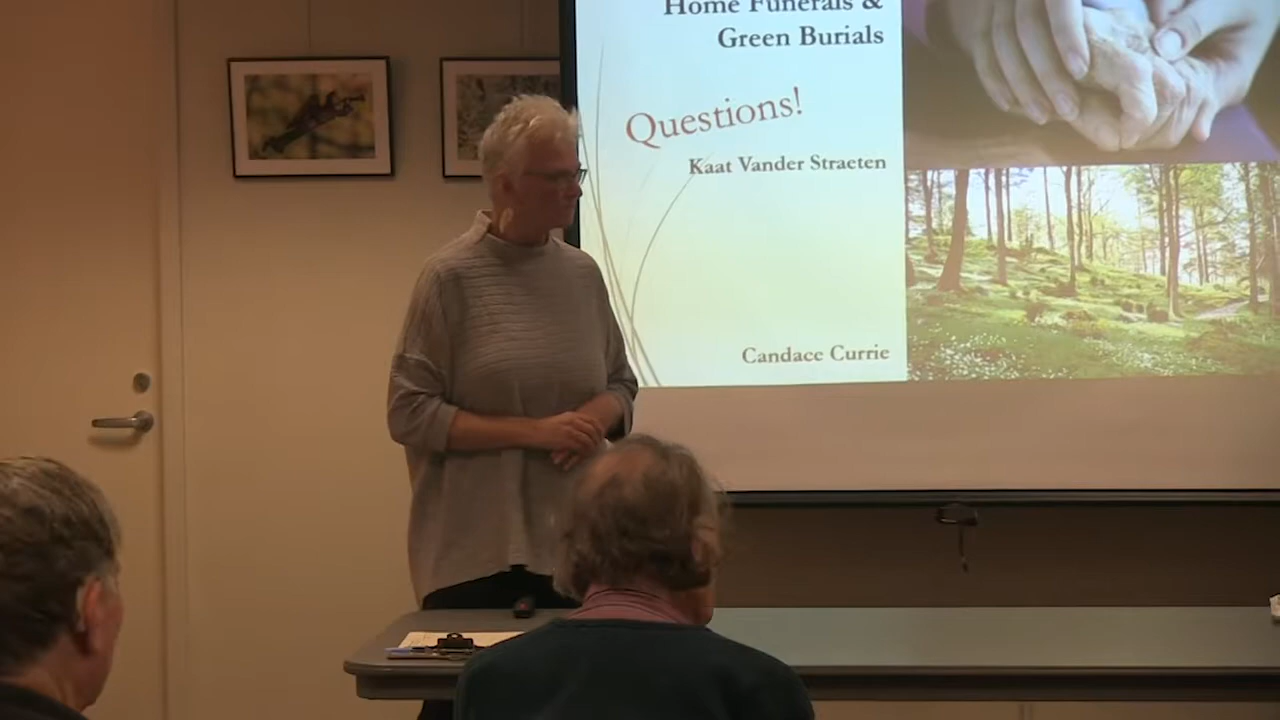 Home Funerals &
Green Burials
Questions!
Kaat Vander Straeten
Candace Currie